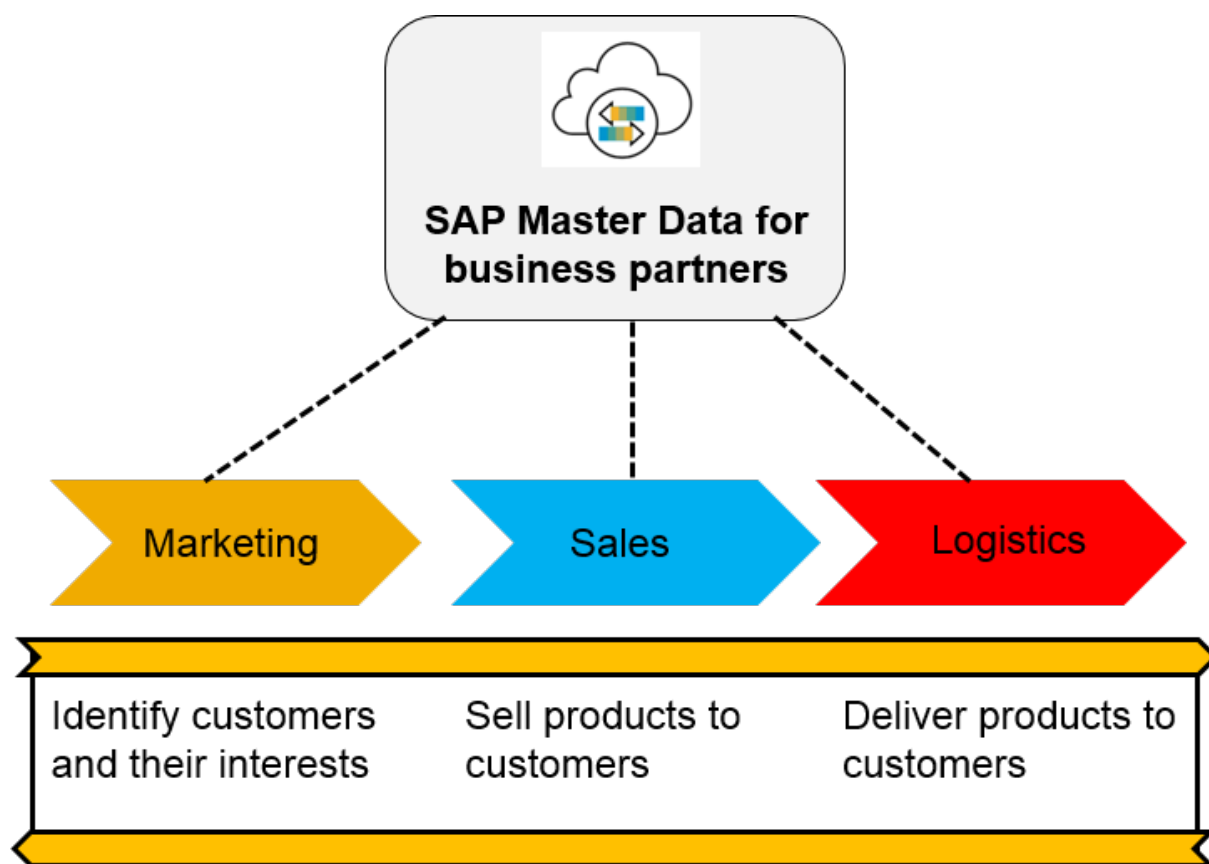 SAP Master Data for
business partners
Marketing
Sales
Logistics
Identify customers
and their interests
Sell products to
customers
Deliver products to
customers